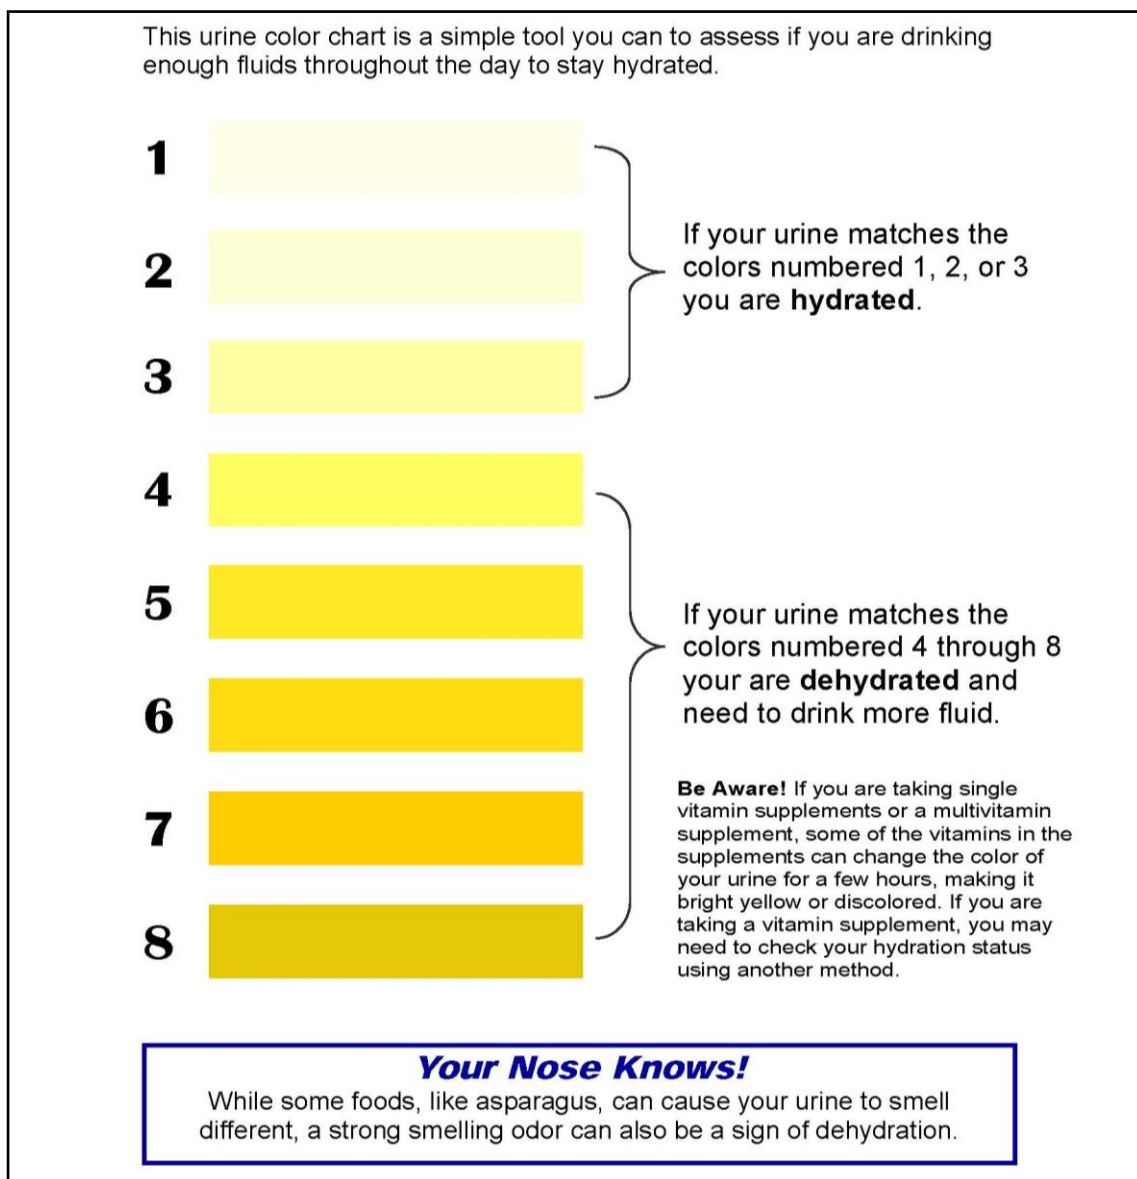 This urine color chart is a simple tool you can to assess if you are drinking
enough fluids throughout the day to stay hydrated.
1
2
3
If your urine matches the
colors numbered 1, 2, or 3
you are hydrated.
4
5
6
7
8
If your urine matches the
colors numbered 4 through 8
your are dehydrated and
need to drink more fluid.
Be Aware! If you are taking single
vitamin supplements or a multivitamin
supplement, some of the vitamins in the
supplements can change the color of
your urine for a few hours, making it
bright yellow or discolored. If you are
taking a vitamin supplement, you may
need to check your hydration status
using another method.
Your Nose Knows!
While some foods, like asparagus, can cause your urine to smell
different, a strong smelling odor can also be a sign of dehydration.